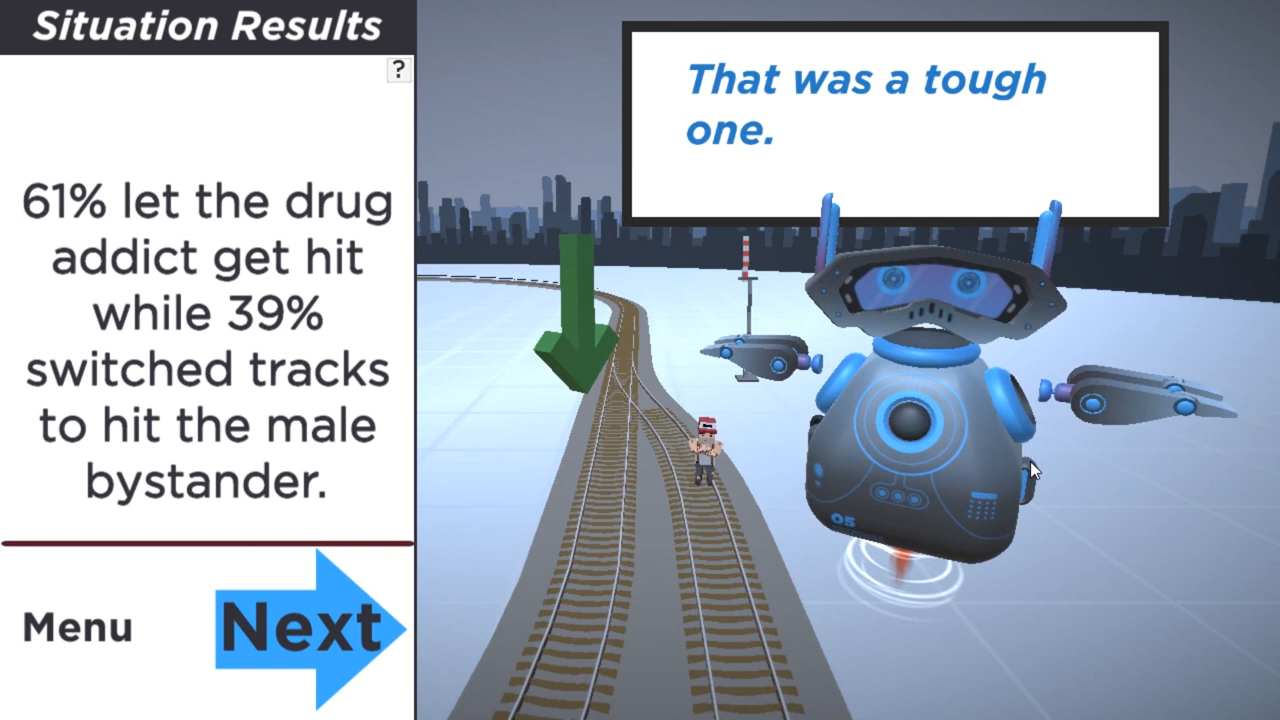 Situation Results
?
61% let the drug
addict get hit
while 39%
switched tracks
to hit the male
bystander.
Menu
Next
That was a tough
one.
05